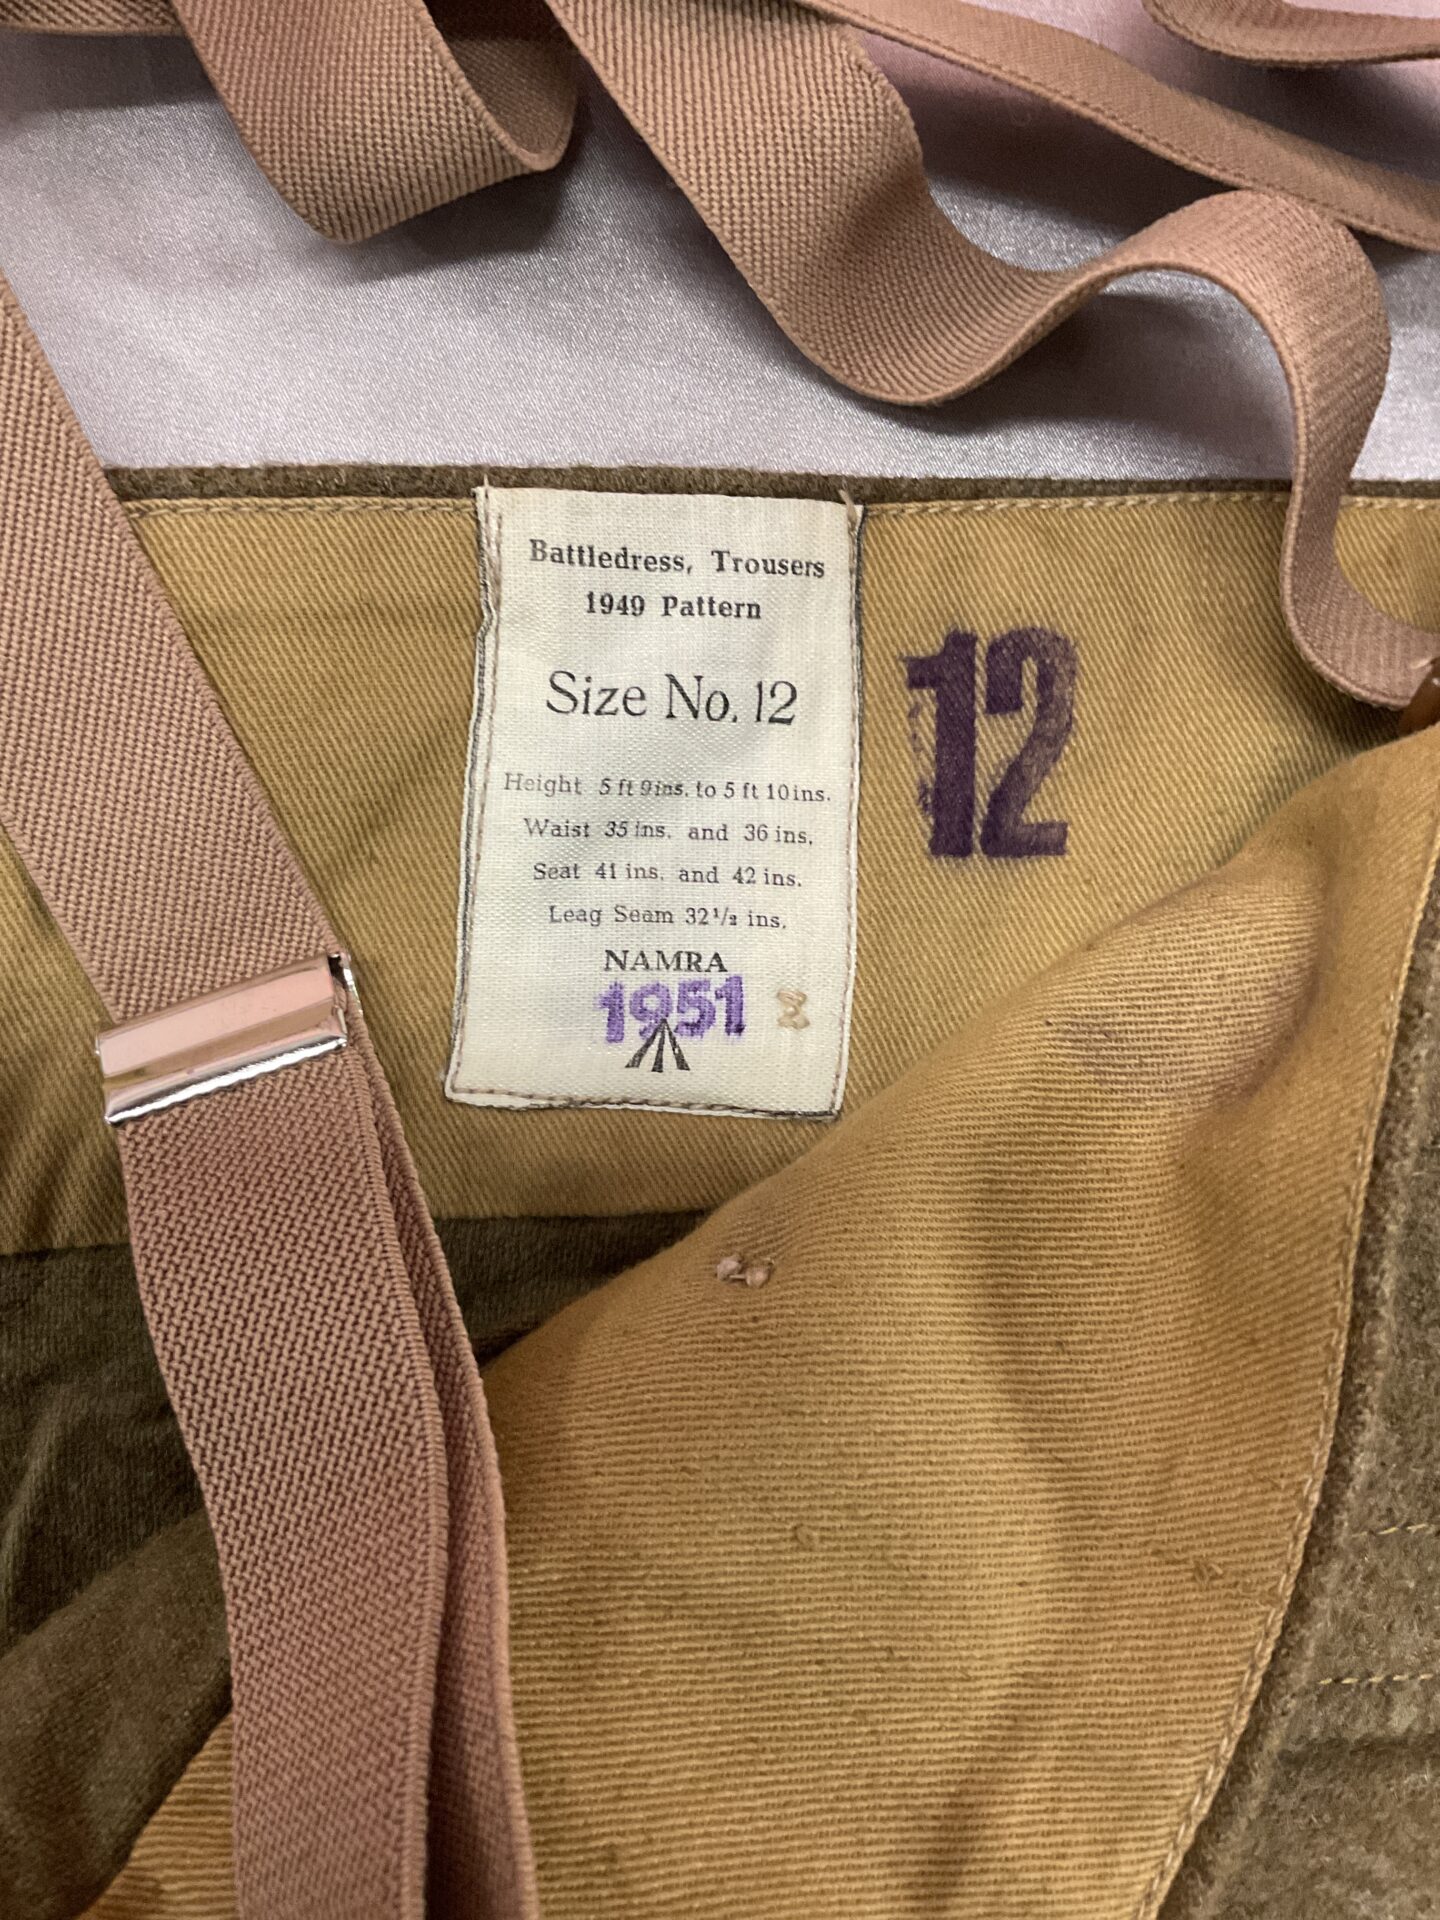 Battledress, Trousers
1949 Pattern
Size No. 12
Height 5 ft 9 ins. to 5 ft 10 ins.
Waist 35 ins. and 36 ins.
Seat 41 ins. and 42 ins.
Leag Seam 32 1/2 ins.
NAMRA
1951
12